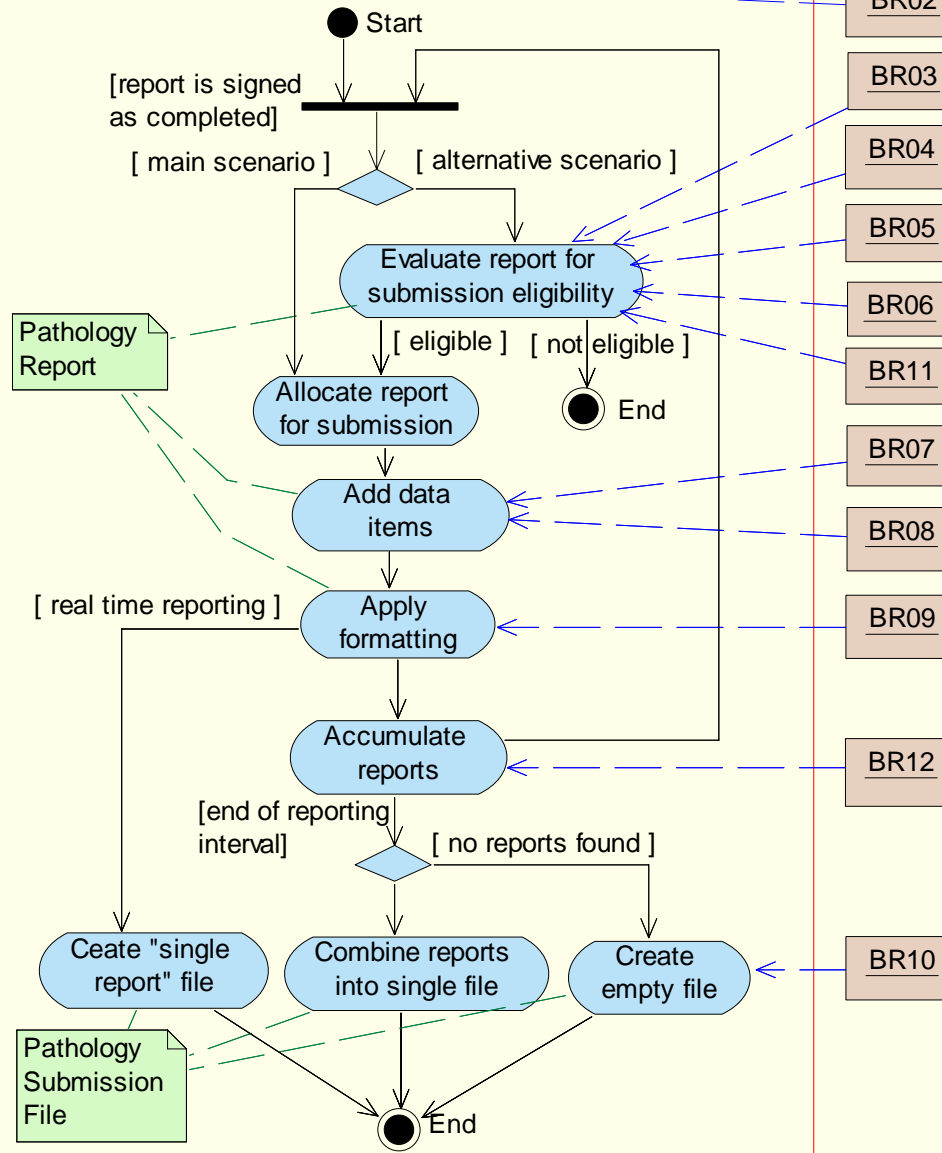 BR02
Start
BR03
[report is signed
as completed]
[ main scenario ]
[ alternative scenario ]
BR04
BR05
Evaluate report for
submission eligibility
BR06
Pathology
Report
[ eligible ]
[ not eligible ]
BR11
Allocate report
for submission
End
BR07
Add data
items
BR08
[ real time reporting ]
Apply
formatting
BR09
Accumulate
reports
BR12
[end of reporting
interval]
[ no reports found ]
Ceate "single
report" file
Combine reports
into single file
Create
empty file
BR10
Pathology
Submission
File
End